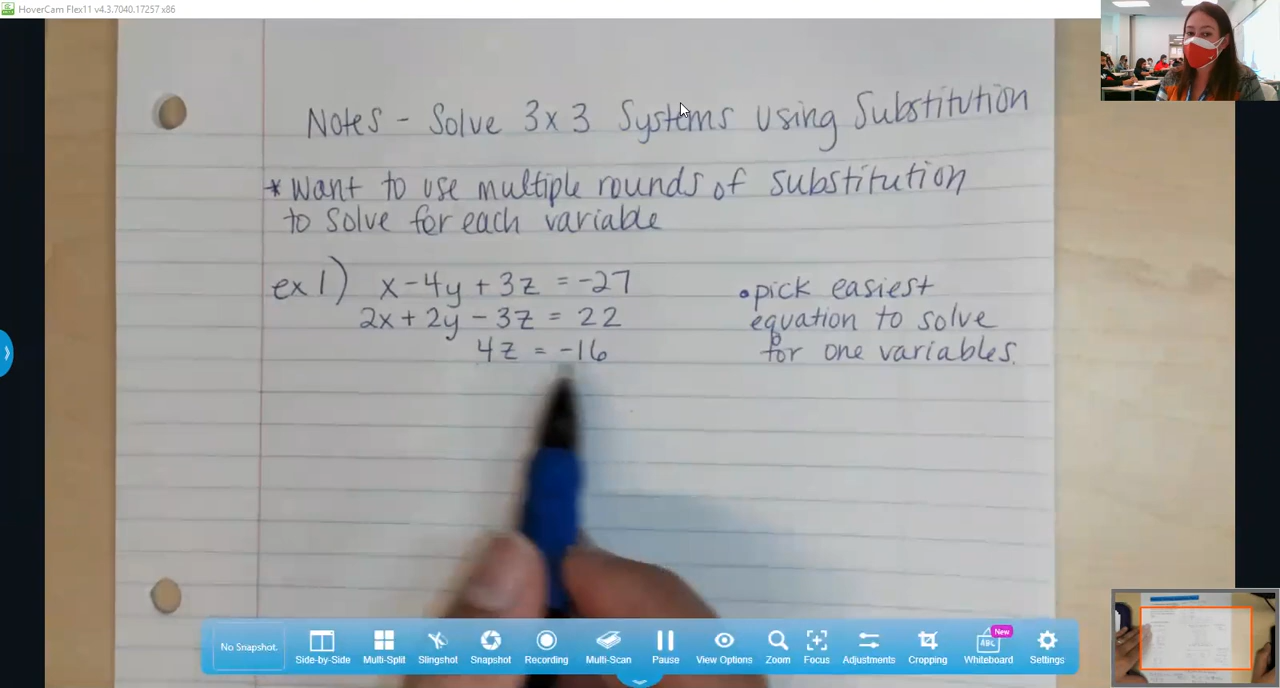 HoverCam Flex11 v4.3.7040.17257 x86
Notes - Solve 3x3 Systems Using Substitution
* Want to use multiple rounds of substitution
to solve for each variable
ex 1) x - 4y + 3z = -27
2x + 2y - 3z = 22
4z = -16
• pick easiest
equation to solve
for one variables.
No Snapshot.
Side-by-Side
Multi-Split
Slingshot
Snapshot
Recording
Multi-Scan
Pause
View Options
Zoom
Focus
Adjustments
Cropping
ABC
New
Whiteboard
Settings